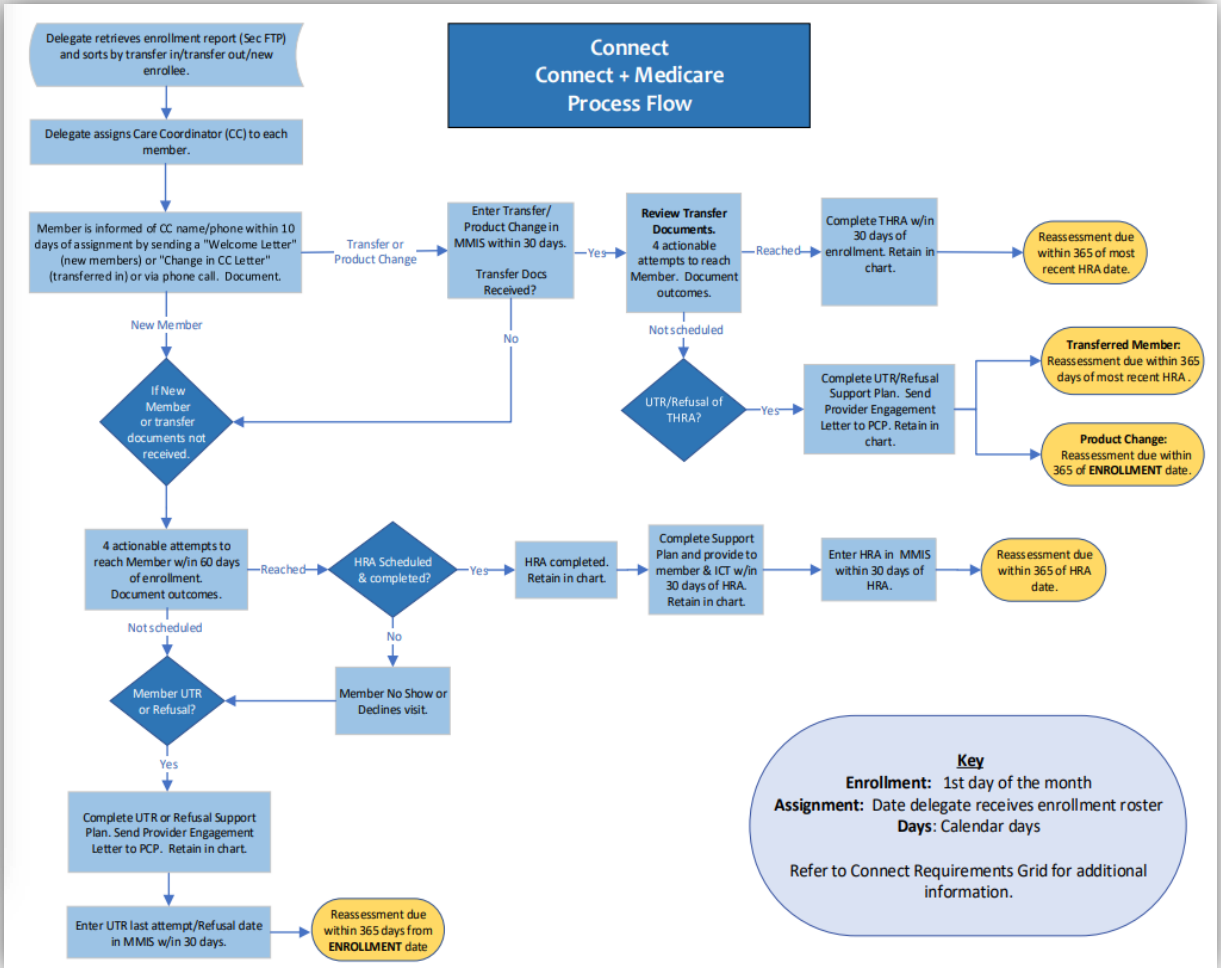 Connect
Connect + Medicare
Process Flow
Delegate retrieves enrollment report (Sec FTP)
and sorts by transfer in/transfer out/new
enrollee.
Delegate assigns Care Coordinator (CC) to each
member.
Member is informed of CC name/phone within 10
days of assignment by sending a "Welcome Letter"
(new members) or "Change in CC Letter"
(transferred in) or via phone call. Document.
Transfer or
Product Change
Enter Transfer/
Product Change in
MMIS within 30 days.
Transfer Docs
Received?
Yes
Review Transfer
Documents.
4 actionable
attempts to reach
Member. Document
outcomes.
Reached
Complete THRA w/in
30 days of
enrollment. Retain in
chart.
Reassessment due
within 365 of most
recent HRA date.
New Member
No
Not scheduled
If New
Member
or transfer
documents not
received.
UTR/Refusal of
THRA?
Yes
Complete UTR/Refusal
Support Plan. Send
Provider Engagement
Letter to PCP. Retain in
chart.
Transferred Member:
Reassessment due within 365
days of most recent HRA .
Product Change:
Reassessment due within
365 of ENROLLMENT date.
4 actionable attempts to
reach Member w/in 60 days
of enrollment.
Document outcomes.
Reached
HRA Scheduled
& completed?
Yes
HRA completed.
Retain in chart.
Complete Support
Plan and provide to
member & ICT w/in
30 days of HRA.
Retain in chart.
Enter HRA in MMIS
within 30 days of
HRA.
Reassessment due
within 365 of HRA
date.
Not scheduled
No
Member UTR
or Refusal?
Member No Show or
Declines visit.
Yes
Complete UTR or Refusal Support
Plan. Send Provider Engagement
Letter to PCP. Retain in chart.
Enter UTR last attempt/Refusal date
in MMIS w/in 30 days.
Reassessment due
within 365 days from
ENROLLMENT date
Key
Enrollment: 1st day of the month
Assignment: Date delegate receives enrollment roster
Days: Calendar days
Refer to Connect Requirements Grid for additional
information.